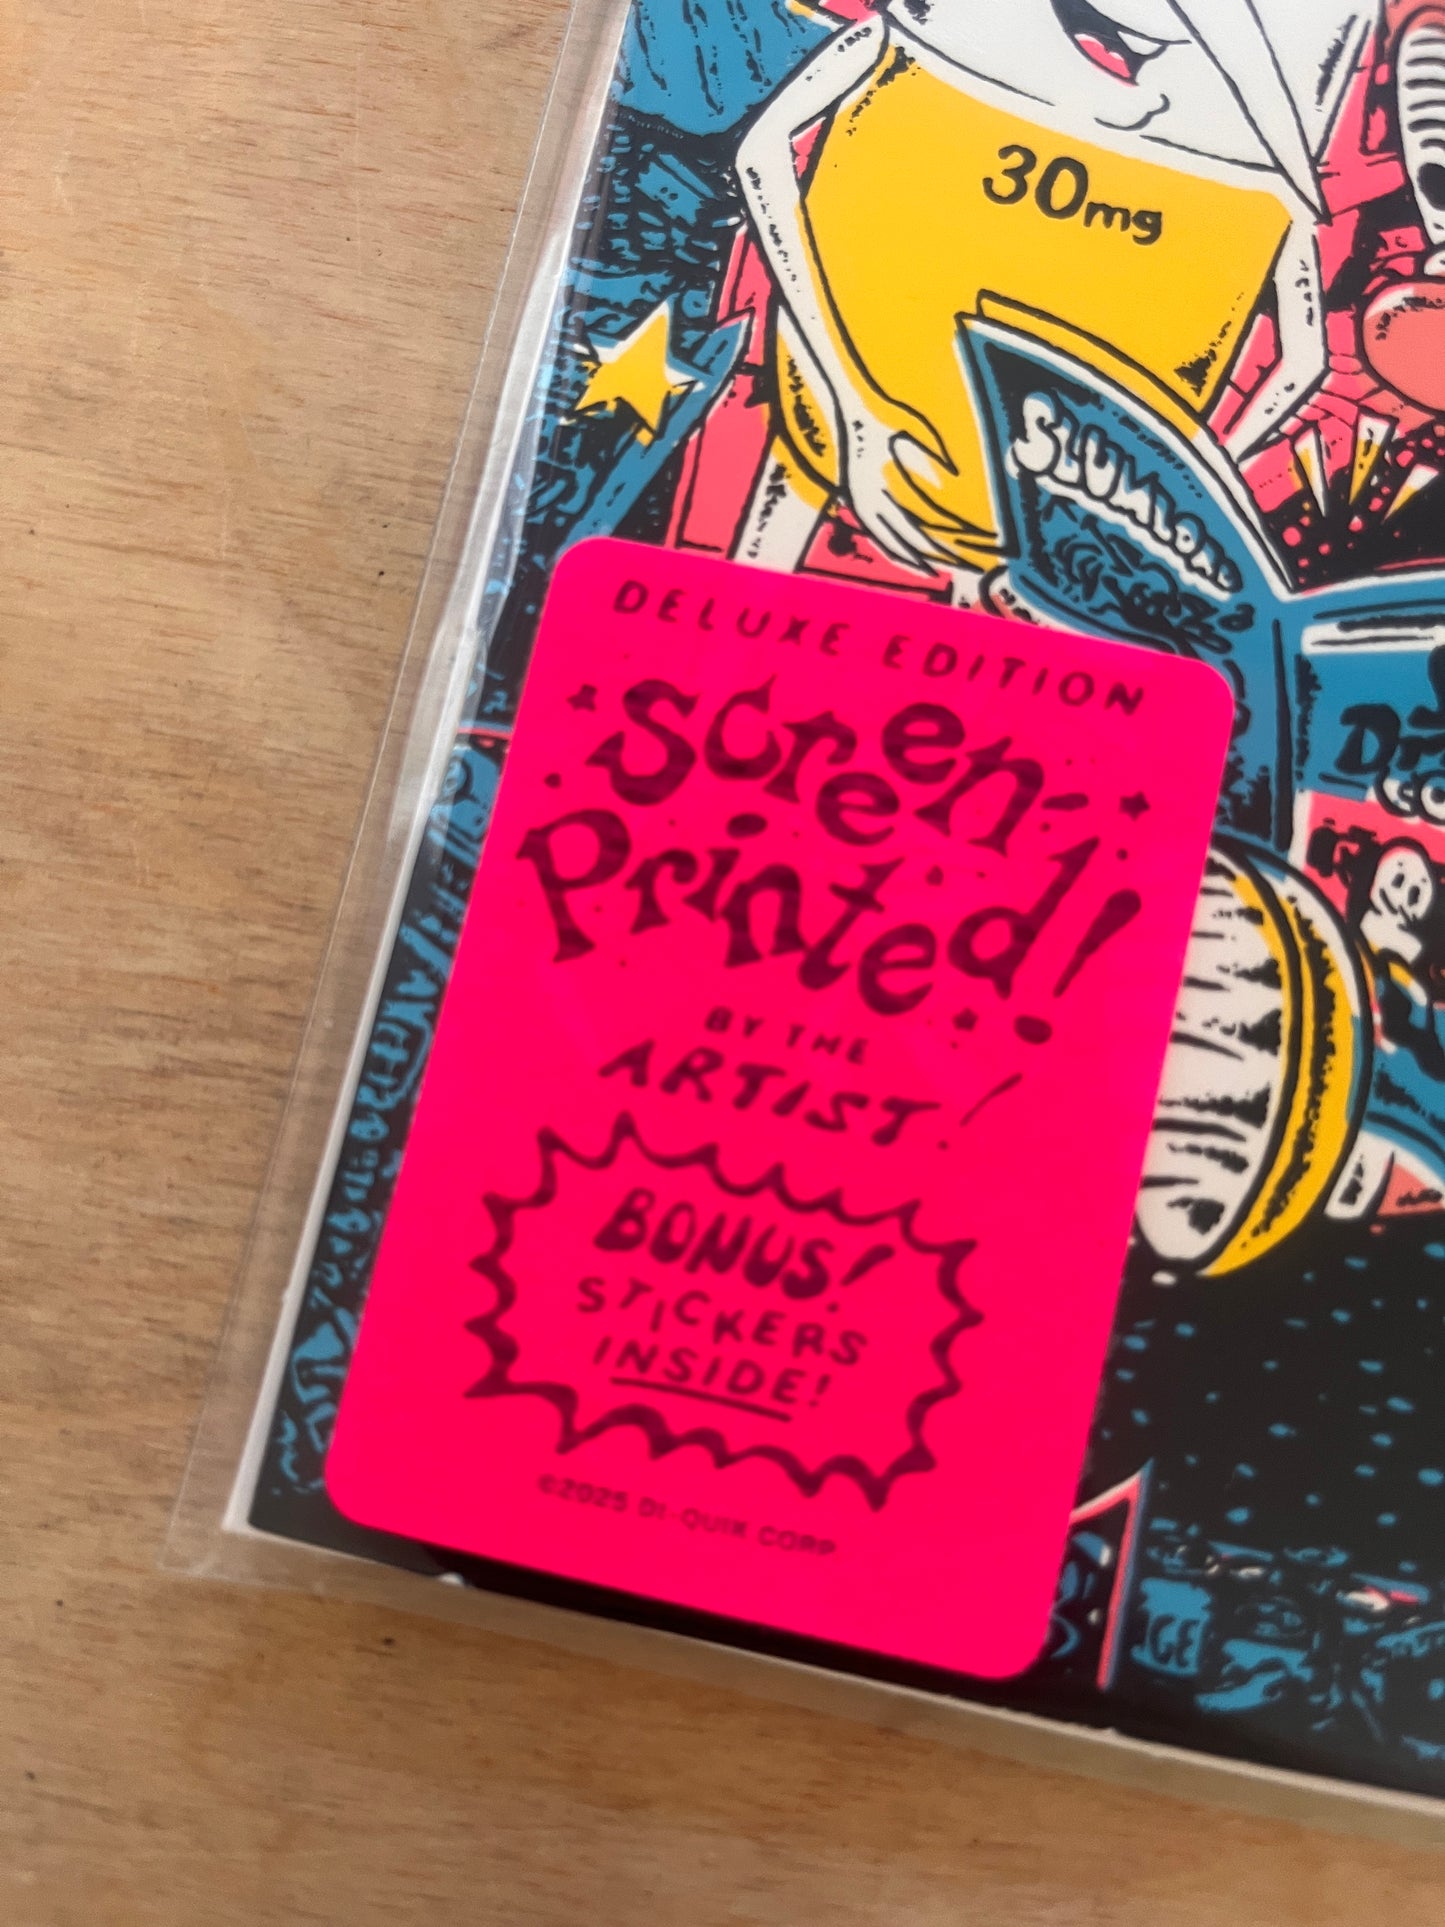 30mg
SLUMLORD
DELUXE EDITION
Screen-
Printed!
BY THE
ARTIST!
BONUS!
STICKERS
INSIDE!
©2025 DI-QUIK CORP